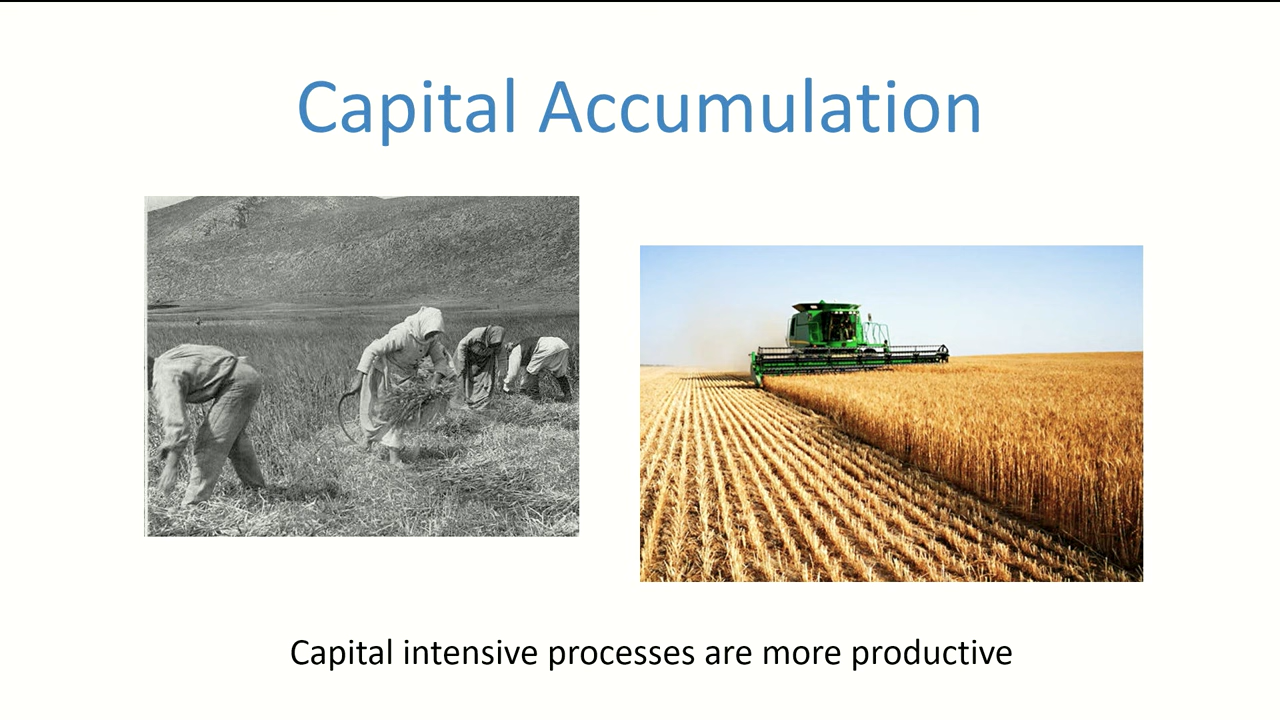 Capital Accumulation
Capital intensive processes are more productive